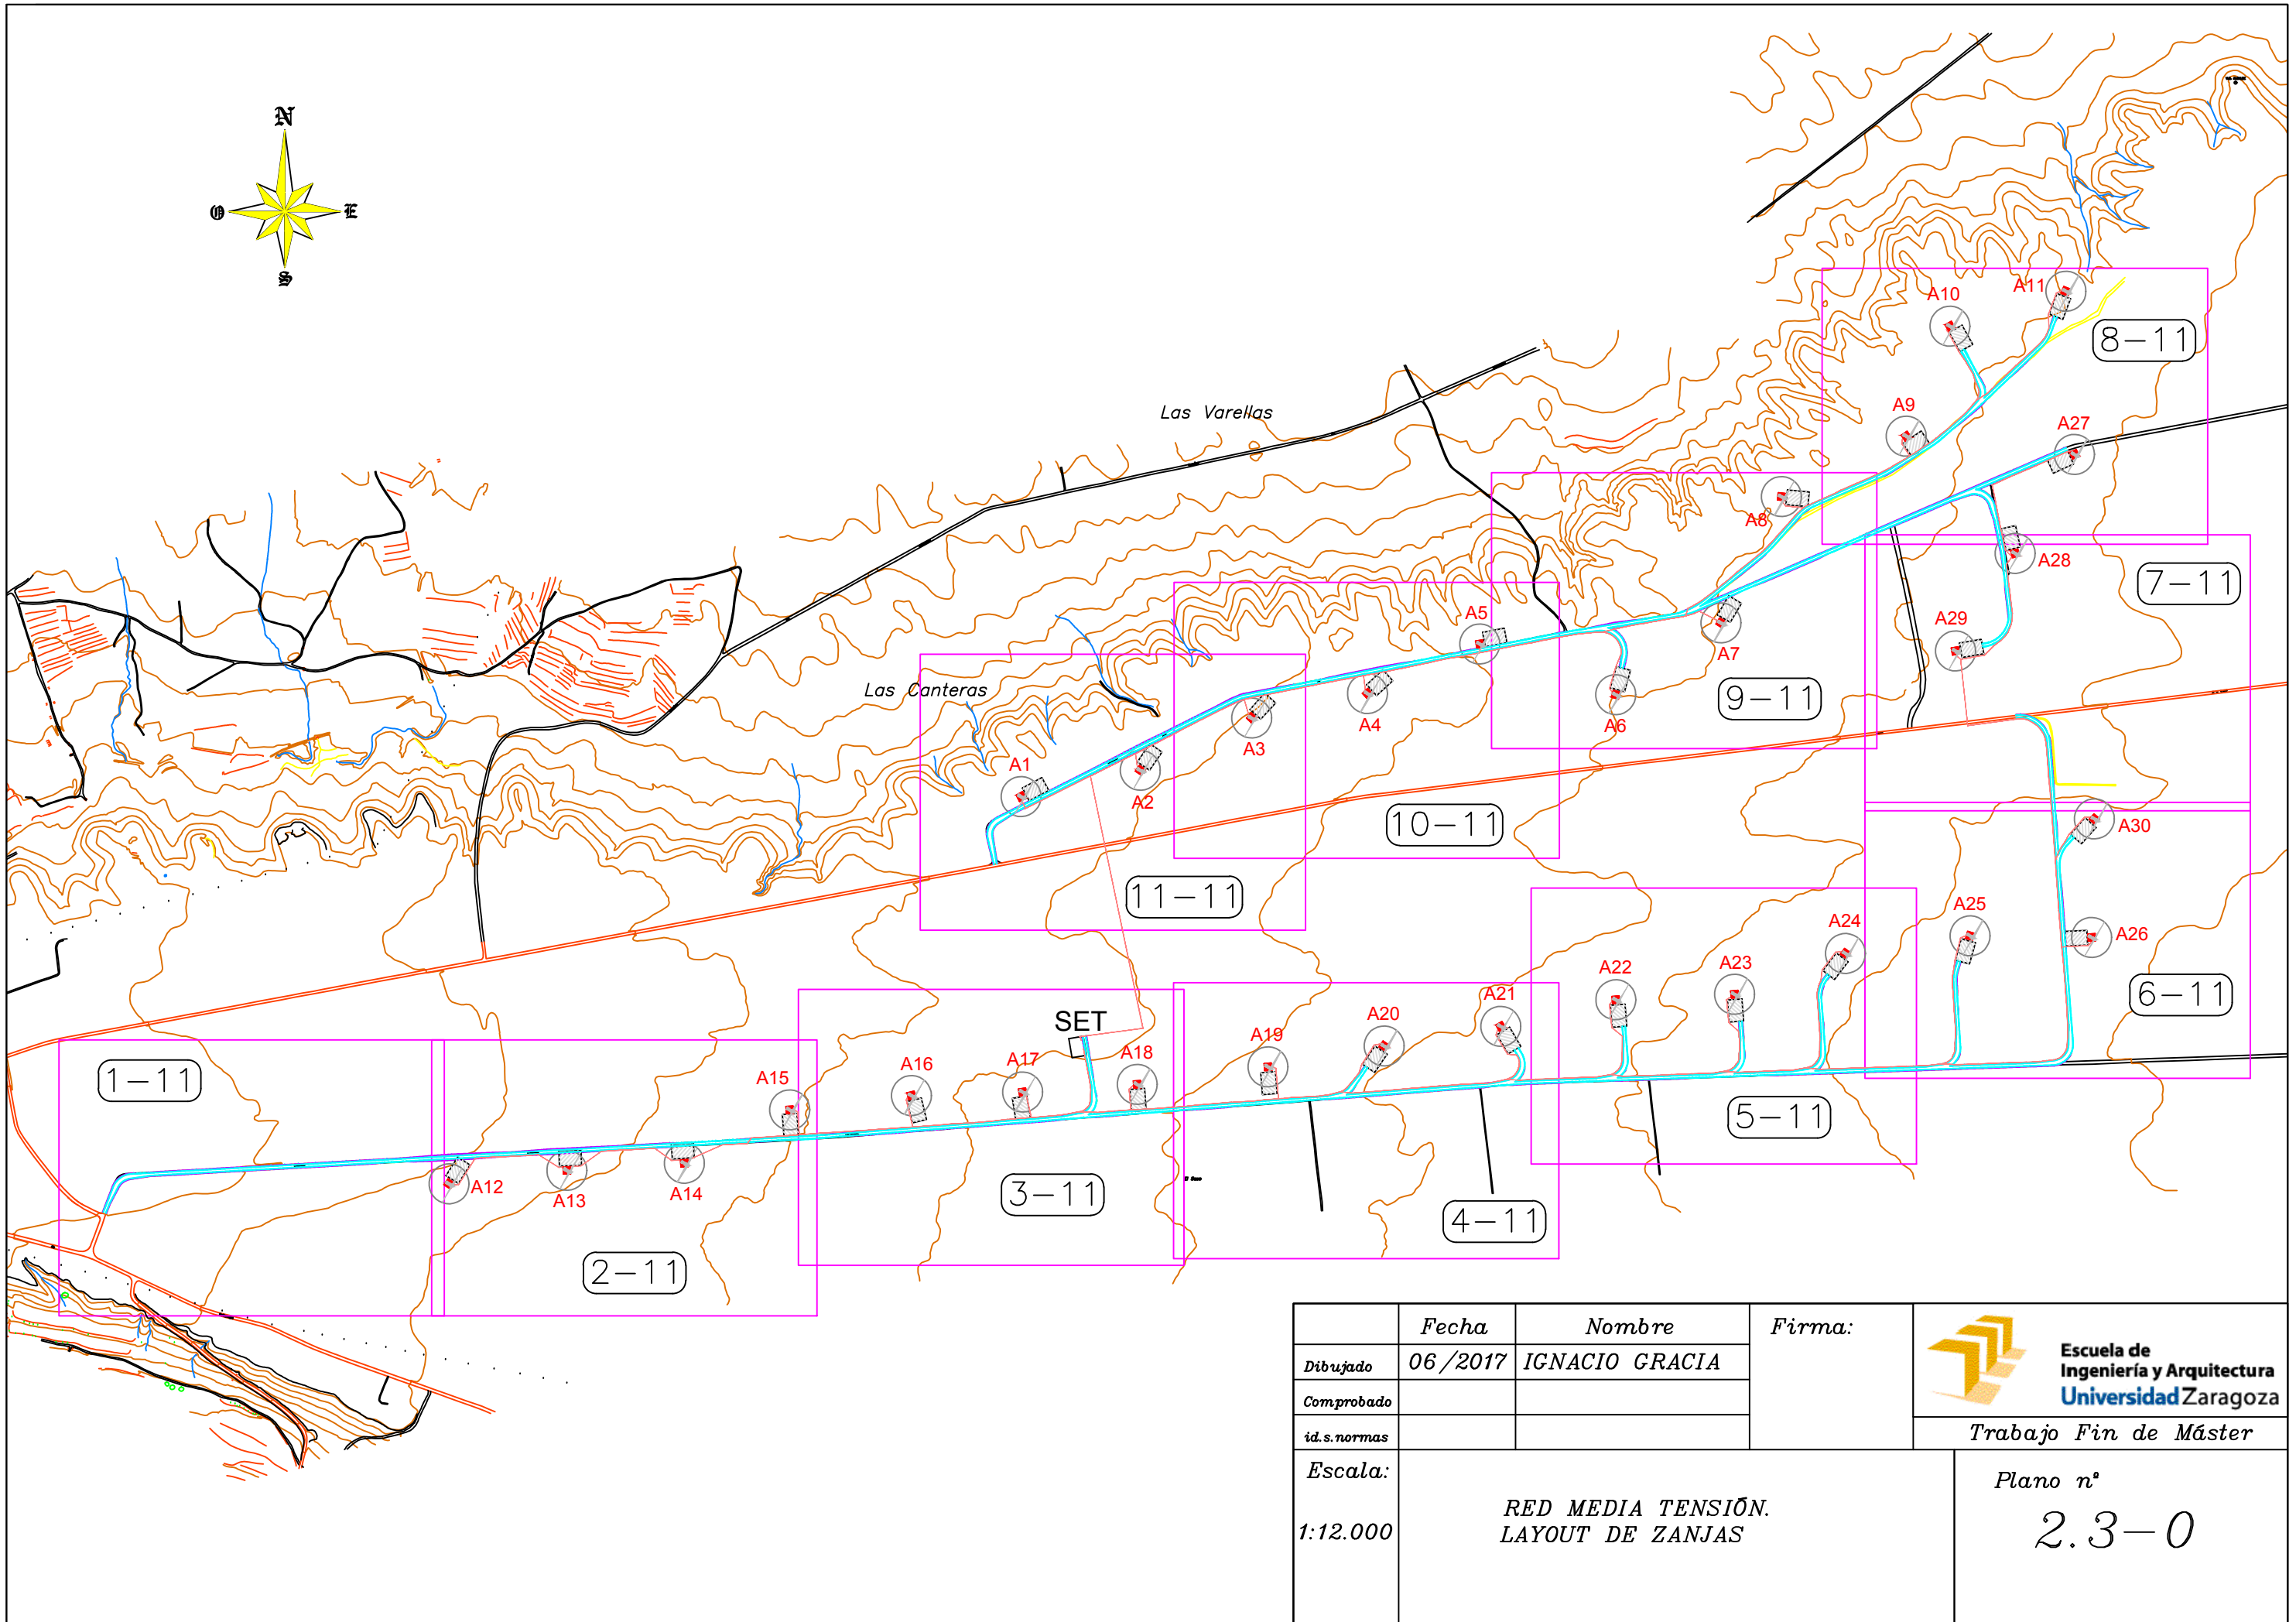 N
O
E
S
A11
A10
8-11
Las Varellas
A9
A27
A8
A28
7-11
A5
A29
A7
Las Canteras
9-11
A4
A6
A3
A1
A2
10-11
A30
11-11
A25
A24
A26
A22
A23
6-11
A21
SET
A20
A19
1-11
A18
A17
A16
A15
5-11
A12
A13
A14
3-11
4-11
2-11
Fecha
Nombre
Firma:
Dibujado
06/2017
IGNACIO GRACIA
Comprobado
id.s.normas
Escuela de
Ingeniería y Arquitectura
Universidad Zaragoza
Trabajo Fin de Máster
Escala:
1:12.000
RED MEDIA TENSIÓN.
LAYOUT DE ZANJAS
Plano nº
2.3-0